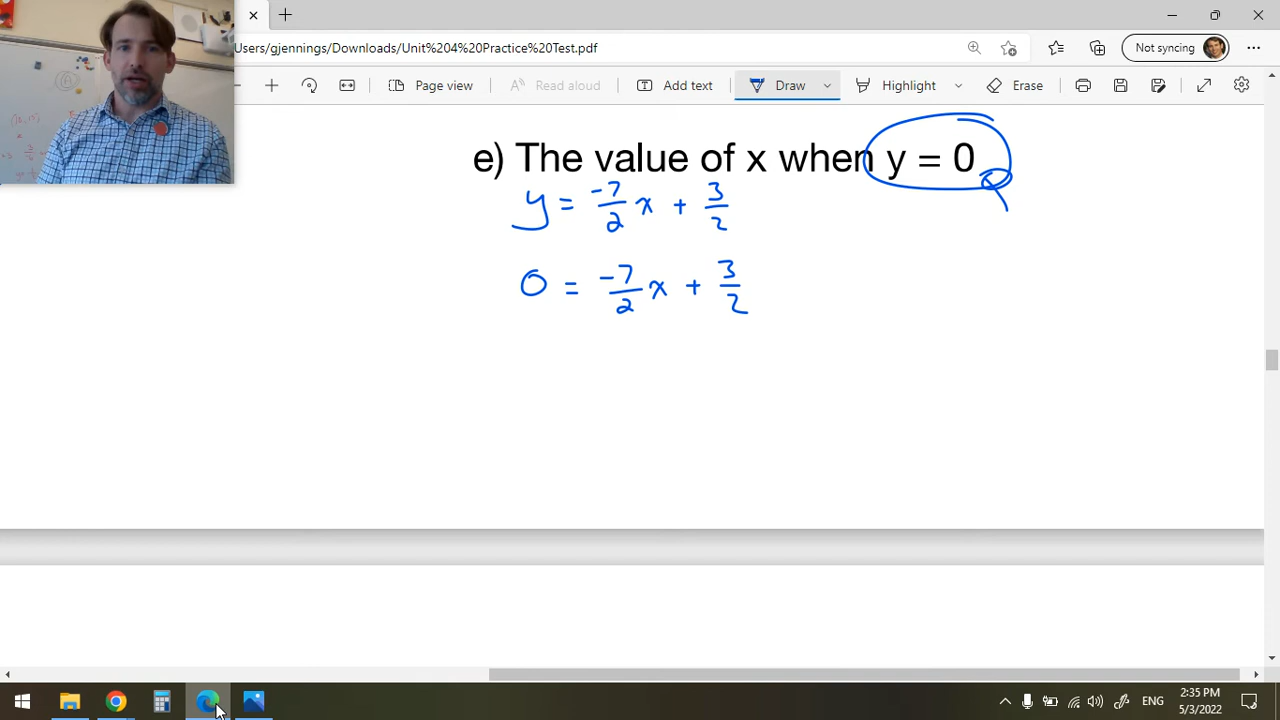 Users/gjennings/Downloads/Unit%204%20Practice%20Test.pdf
Not syncing
Page view
Read aloud
Add text
Draw
Highlight
Erase
e) The value of x when y = 0
y = -7/2 x + 3/2
0 = -7/2 x + 3/2
ENG
2:35 PM
5/3/2022